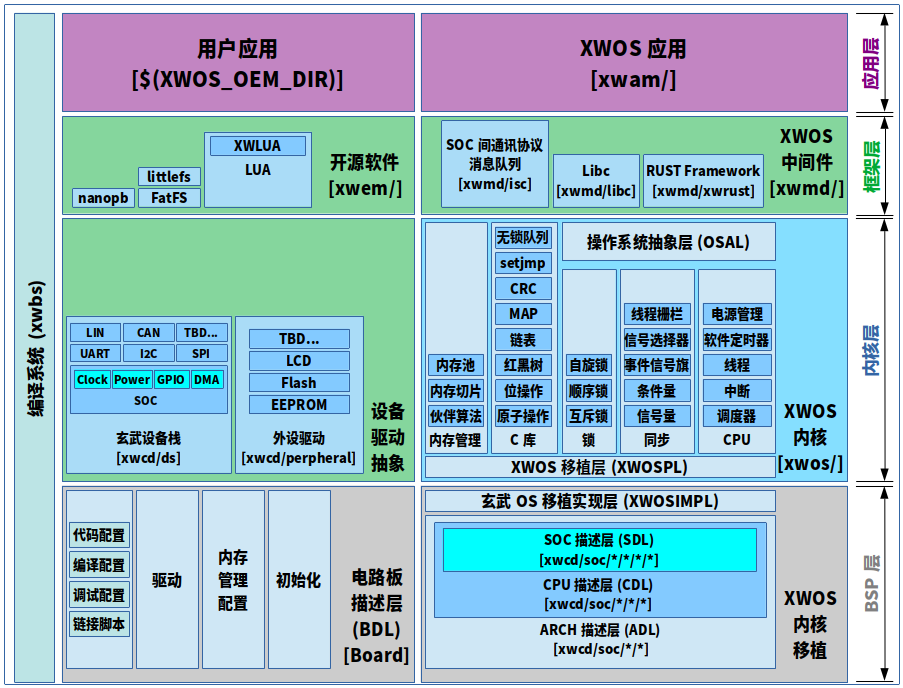 编译系统 (xwbs)
用户应用
[$(XWOS_OEM_DIR)]
XWOS 应用
[xwam/]
应用层
nanopb
littlefs
FatFS
XWLUA
LUA
开源软件
[xwem/]
SOC 间通讯协议
消息队列
[xwmd/isc]
Libc
[xwmd/libc]
RUST Framework
[xwmd/xwrust]
XWOS
中间件
[xwmd/]
框架层
LIN
CAN
TBD...
UART
I2C
SPI
Clock
Power
GPIO
DMA
SOC
玄武设备栈
[xwcd/ds]
TBD...
LCD
Flash
EEPROM
外设驱动
[xwcd/perpheral]
设备
驱动
抽象
内存池
内存切片
伙伴算法
内存管理
无锁队列
setjmp
CRC
MAP
链表
红黑树
位操作
原子操作
C 库
操作系统抽象层 (OSAL)
自旋锁
顺序锁
互斥锁
锁
线程栅栏
信号选择器
事件信号旗
条件量
信号量
同步
电源管理
软件定时器
线程
中断
调度器
CPU
XWOS 移植层 (XWOSPL)
XWOS
内核
[xwos/]
内核层
代码配置
编译配置
调试配置
链接脚本
驱动
内存
管理
配置
初始化
电路板
描述层
(BDL)
[Board]
玄武 OS 移植实现层 (XWOSIMPL)
SOC 描述层 (SDL)
[xwcd/soc/*/*/*/*]
CPU 描述层 (CDL)
[xwcd/soc/*/*/*]
ARCH 描述层 (ADL)
[xwcd/soc/*/*]
XWOS
内核
移植
BSP 层